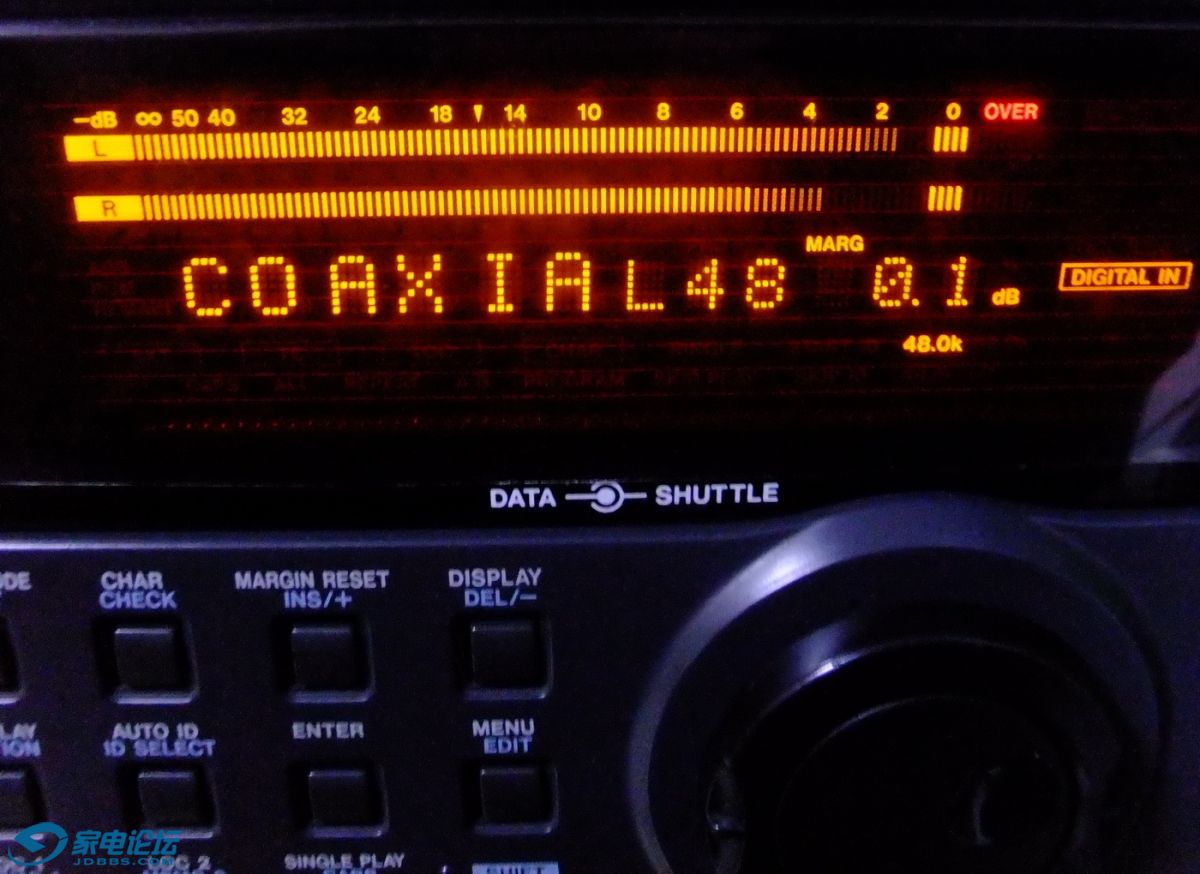 -dB ∞ 50 40 32 24 18 14 10 8 6 4 2 0 OVER
L
R
MARG
COAXIAL48 0.1 dB
DIGITAL IN
48.0k
DATA SHUTTLE
CHAR CHECK
MARGIN RESET INS/+
DISPLAY DEL/-
AUTO ID ID SELECT
ENTER
MENU EDIT
SINGLE PLAY
家电论坛
JDBBS.COM